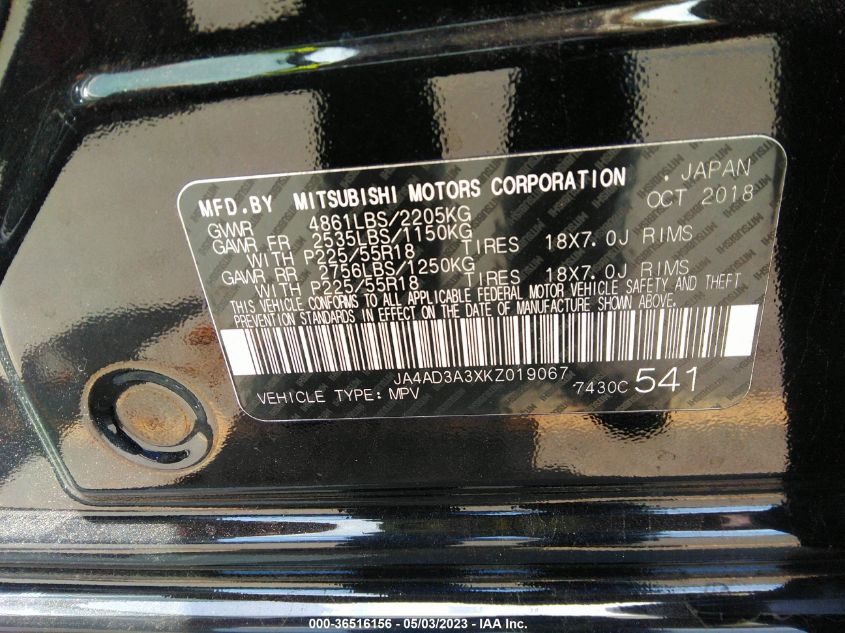 MFD.BY MITSUBISHI MOTORS CORPORATION . JAPAN
GVWR 4861LBS/2205KG OCT 2018
GAWR FR 2535LBS/1150KG
WITH P225/55R18 TIRES 18X7.0J RIMS
GAWR RR 2756LBS/1250KG
WITH P225/55R18 TIRES 18X7.0J RIMS
THIS VEHICLE CONFORMS TO ALL APPLICABLE FEDERAL MOTOR VEHICLE SAFETY AND THEFT
PREVENTION STANDARDS IN EFFECT ON THE DATE OF MANUFACTURE SHOWN ABOVE.
JA4AD3A3XKZ019067
VEHICLE TYPE: MPV 7430C 541
000-36516156 - 05/03/2023 - IAA Inc.